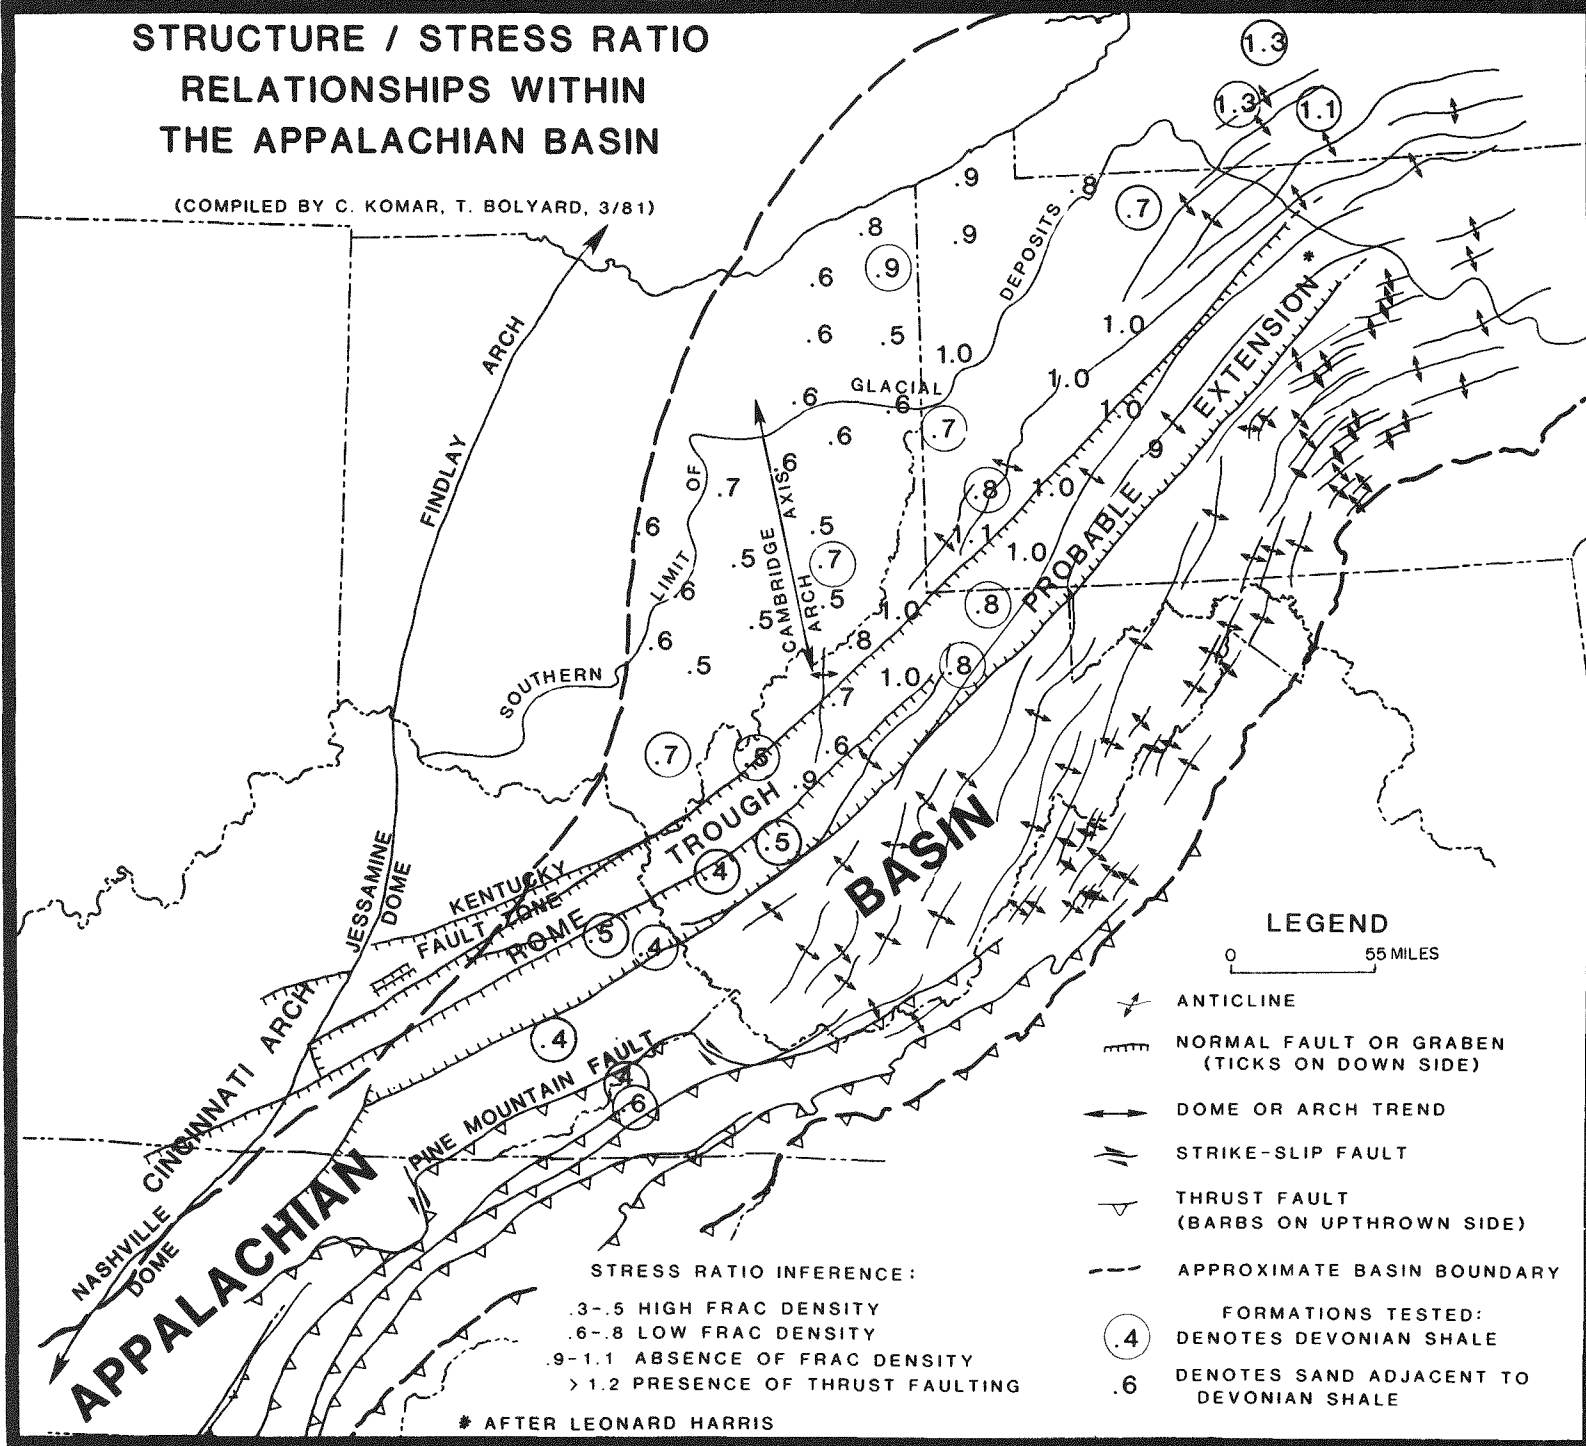 STRUCTURE / STRESS RATIO
RELATIONSHIPS WITHIN
THE APPALACHIAN BASIN
(COMPILED BY C. KOMAR, T. BOLYARD, 3/81)
1.3
1.3
1.1
.9
.8
.7
.8
.9
.9
.6
DEPOSITS
.6
.5
1.0
1.0
EXTENSION *
ARCH
GLACIAL
1.0
.6
.6
.7
1.0
.6
.9
FINDLAY
OF
.7
.6
AXIS
.8
1.0
PROBABLE
.6
.5
1.1
LIMIT
.5
CAMBRIDGE
ARCH
.7
1.0
.6
.5
.5
1.0
.8
.6
.8
SOUTHERN
.5
1.0
.8
.7
.7
.6
.9
TROUGH
BASIN
JESSAMINE
DOME
KENTUCKY
FAULT ZONE
ROME
.4
.5
.5
.4
CINCINNATI ARCH
.4
PINE MOUNTAIN FAULT
.6
NASHVILLE
DOME
APPALACHIAN
STRESS RATIO INFERENCE:
.3-.5 HIGH FRAC DENSITY
.6-.8 LOW FRAC DENSITY
.9-1.1 ABSENCE OF FRAC DENSITY
>1.2 PRESENCE OF THRUST FAULTING
* AFTER LEONARD HARRIS
LEGEND
0 55 MILES
ANTICLINE
NORMAL FAULT OR GRABEN
(TICKS ON DOWN SIDE)
DOME OR ARCH TREND
STRIKE-SLIP FAULT
THRUST FAULT
(BARBS ON UPTHROWN SIDE)
APPROXIMATE BASIN BOUNDARY
FORMATIONS TESTED:
.4 DENOTES DEVONIAN SHALE
.6 DENOTES SAND ADJACENT TO
DEVONIAN SHALE